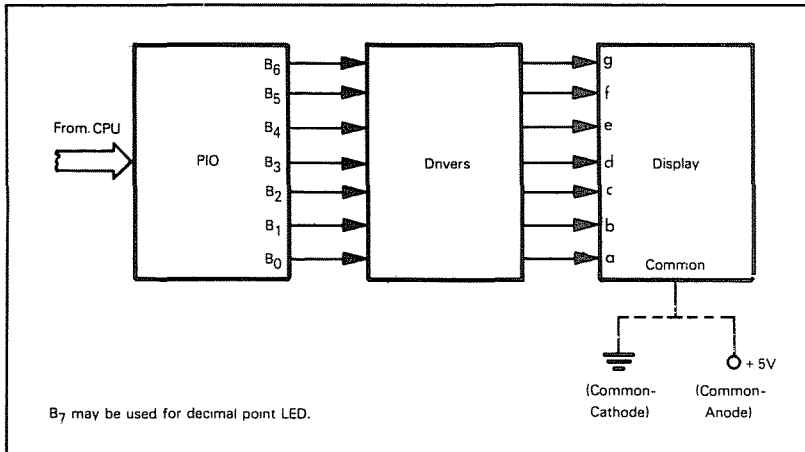 From CPU
PIO
B6
B5
B4
B3
B2
B1
B0
Drivers
g
f
e
d
c
b
a
Display
Common
+ 5V
(Common-
Cathode)
(Common-
Anode)
B7 may be used for decimal point LED.